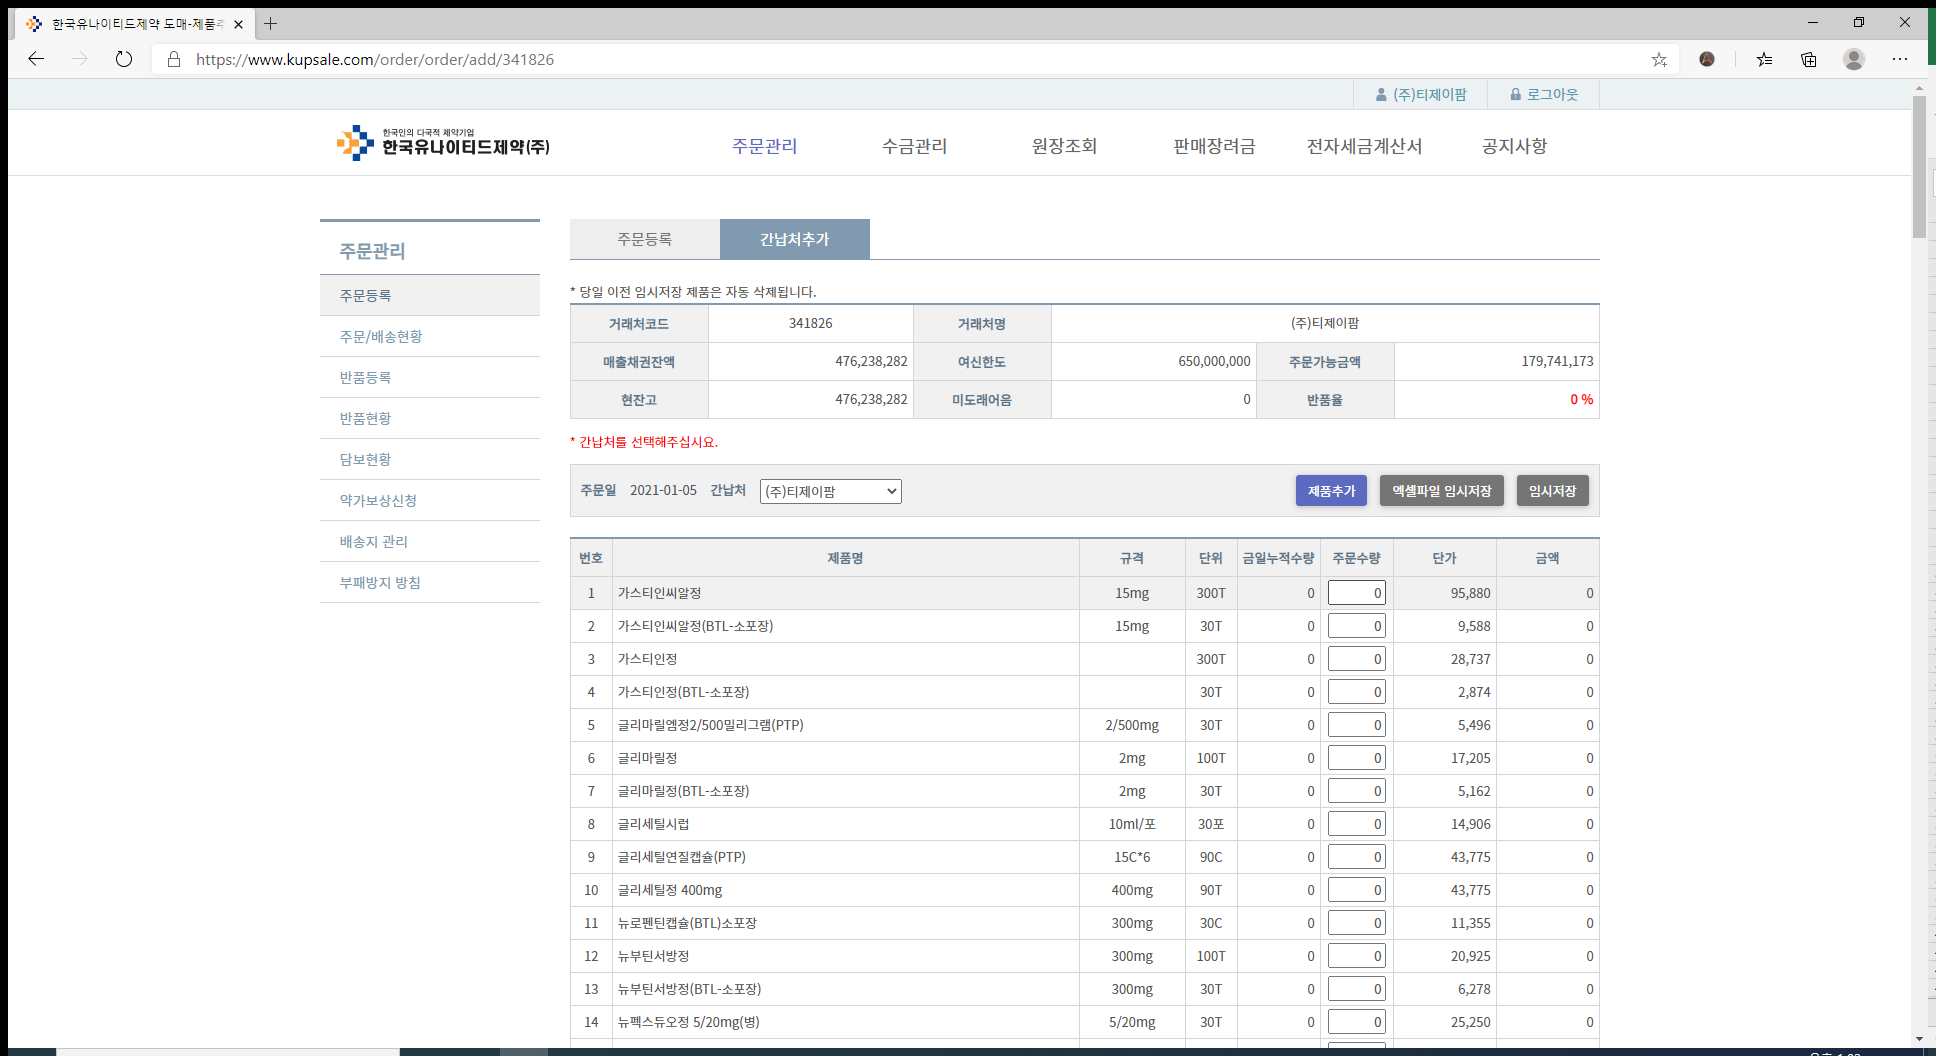 한국유나이티드제약 도매-제품주
https://www.kupsale.com/order/order/add/341826
(주)티제이팜 로그아웃
한국인의 다국적 제약기업
한국유나이티드제약(주)
주문관리 수금관리 원장조회 판매장려금 전자세금계산서 공지사항
주문관리
주문등록
주문/배송현황
반품등록
반품현황
담보현황
약가보상신청
배송지 관리
부패방지 방침
주문등록 간납처추가
* 당일 이전 임시저장 제품은 자동 삭제됩니다.
거래처코드 341826 거래처명 (주)티제이팜
매출채권잔액 476,238,282 여신한도 650,000,000 주문가능금액 179,741,173
현잔고 476,238,282 미도래어음 0 반품율 0 %
* 간납처를 선택해주십시요.
주문일 2021-01-05 간납처 (주)티제이팜 제품추가 엑셀파일 임시저장 임시저장
번호 제품명 규격 단위 금일누적수량 주문수량 단가 금액
1 가스티인씨알정 15mg 300T 0 0 95,880 0
2 가스티인씨알정(BTL-소포장) 15mg 30T 0 0 9,588 0
3 가스티인정 300T 0 0 28,737 0
4 가스티인정(BTL-소포장) 30T 0 0 2,874 0
5 글리마릴엠정2/500밀리그램(PTP) 2/500mg 30T 0 0 5,496 0
6 글리마릴정 2mg 100T 0 0 17,205 0
7 글리마릴정(BTL-소포장) 2mg 30T 0 0 5,162 0
8 글리세틸시럽 10ml/포 30포 0 0 14,906 0
9 글리세틸연질캡슐(PTP) 15C*6 90C 0 0 43,775 0
10 글리세틸정 400mg 400mg 90T 0 0 43,775 0
11 뉴로펜틴캡슐(BTL)소포장 300mg 30C 0 0 11,355 0
12 뉴부틴서방정 300mg 100T 0 0 20,925 0
13 뉴부틴서방정(BTL-소포장) 300mg 30T 0 0 6,278 0
14 뉴펙스듀오정 5/20mg(병) 5/20mg 30T 0 0 25,250 0